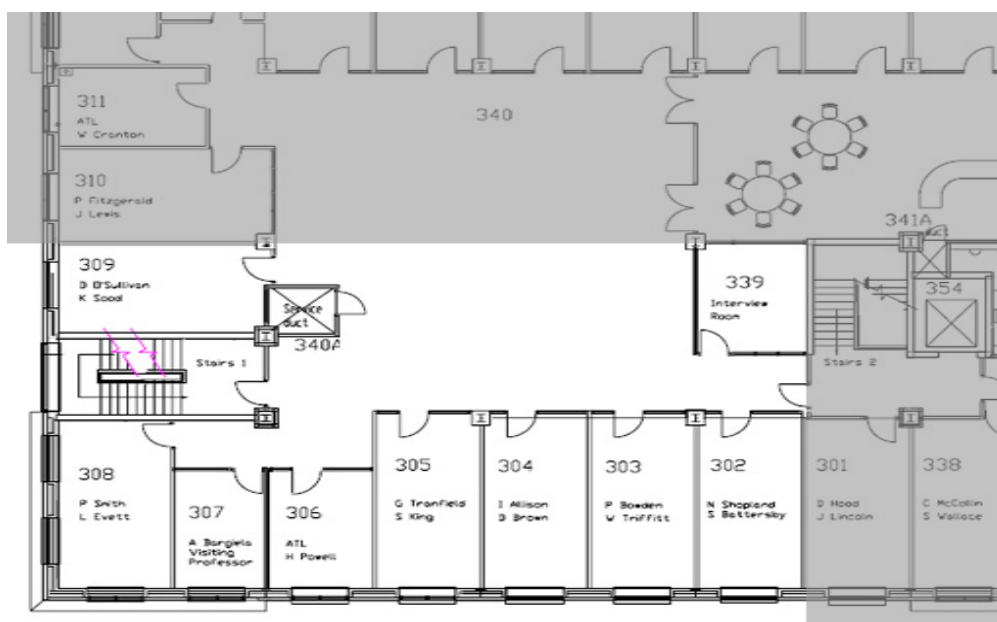 311
ATL
W Cranton
340
310
P Fitzgerald
J Lewis
341A
duct
309
D O'Sullivan
K Sood
Service
duct
339
Interview
Room
354
340A
Stairs 1
Stairs 2
308
P Smith
L Evett
307
A Bargiela
Visiting
Professor
306
ATL
H Powell
305
G Tranfield
S King
304
I Allison
D Brown
303
P Bowden
W Triffitt
302
N Shopland
S Battersby
301
D Hood
J Lincoln
338
C McCollin
S Wallace